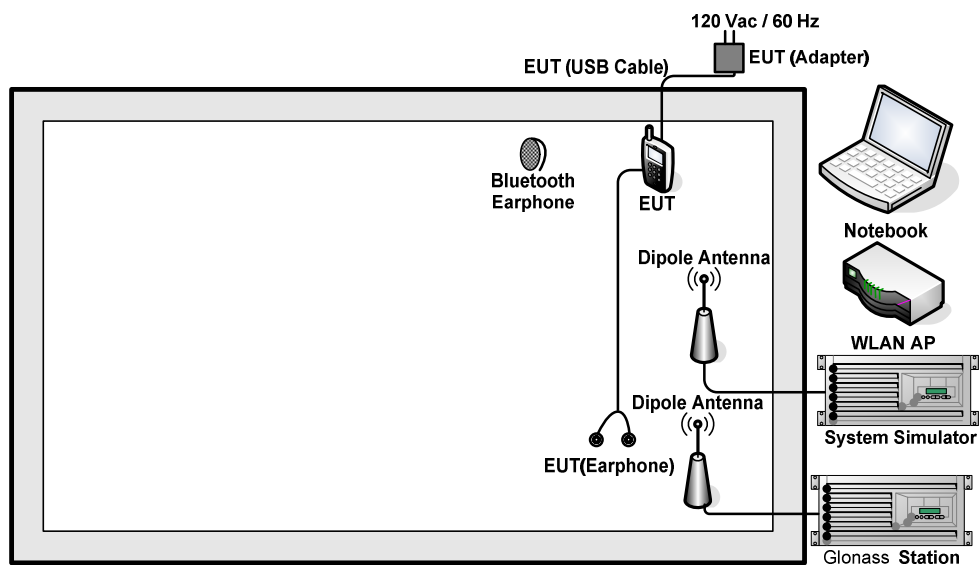 120 Vac / 60 Hz
EUT (Adapter)
EUT (USB Cable)
Bluetooth
Earphone
EUT
Notebook
Dipole Antenna
WLAN AP
Dipole Antenna
System Simulator
EUT(Earphone)
Glonass Station